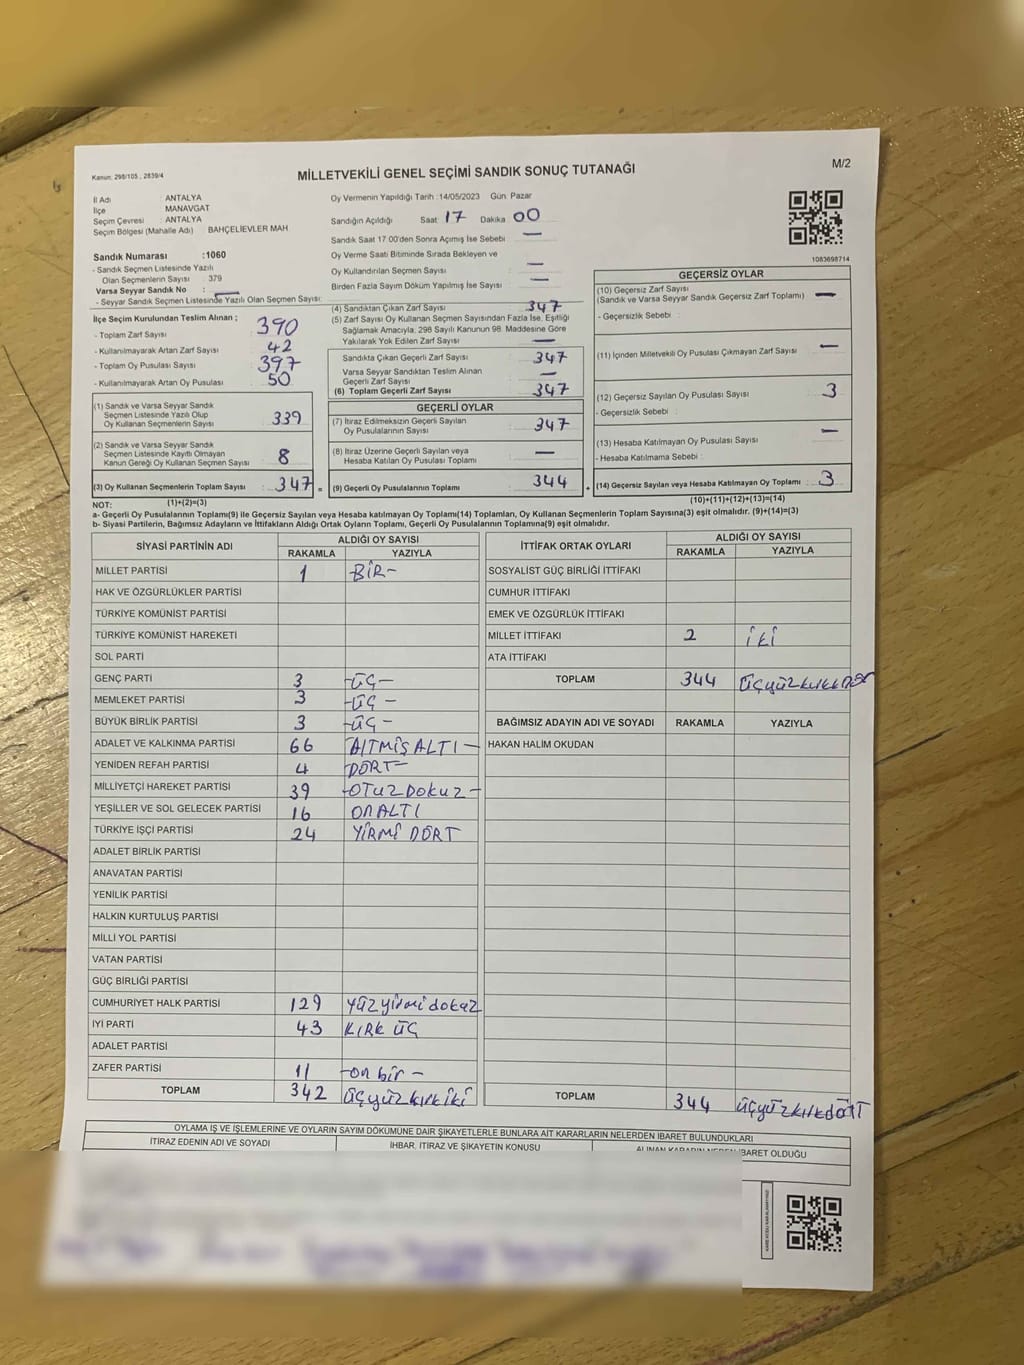 Kanun: 298/105 , 2839/4
MİLLETVEKİLİ GENEL SEÇİMİ SANDIK SONUÇ TUTANAĞI
M/2
İl Adı : ANTALYA
İlçe : MANAVGAT
Seçim Çevresi : ANTALYA
Seçim Bölgesi (Mahalle Adı) BAHÇELİEVLER MAH
Sandık Numarası :1060
- Sandık Seçmen Listesinde Yazılı
Olan Seçmenlerin Sayısı : 379
Varsa Seyyar Sandık No : —
- Seyyar Sandık Seçmen Listesinde Yazılı Olan Seçmen Sayısı:
İlçe Seçim Kurulundan Teslim Alınan ;
- Toplam Zarf Sayısı : 390
- Kullanılmayarak Artan Zarf Sayısı : 42
- Toplam Oy Pusulası Sayısı : 397
- Kullanılmayarak Artan Oy Pusulası : 50
(1) Sandık ve Varsa Seyyar Sandık
Seçmen Listesinde Yazılı Olup
Oy Kullanan Seçmen Sayısı : 339
(2) Sandık ve Varsa Seyyar Sandık
Seçmen Listesinde Kayıtlı Olmayan
Kanun Gereği Oy Kullanan Seçmen Sayısı : 8
(3) Oy Kullanan Seçmenlerin Toplam Sayısı : 347 =
(1)+(2)=(3)
Oy Vermenin Yapıldığı Tarih :14/05/2023 Gün: Pazar
Sandığın Açıldığı Saat 17 Dakika 00
Sandık Saat 17:00'den Sonra Açımış İse Sebebi : —
Oy Verme Saati Bitiminde Sırada Bekleyen ve
Oy Kullandırılan Seçmen Sayısı : —
Birden Fazla Sayım Döküm Yapılmış İse Sayısı : —
(4) Sandıktan Çıkan Zarf Sayısı : 347
(5) Zarf Sayısı Oy Kullanan Seçmen Sayısından Fazla İse, Eşitliği
Sağlamak Amacıyla; 298 Sayılı Kanunun 98. Maddesine Göre
Yakılarak Yok Edilen Zarf Sayısı : —
Sandıkta Çıkan Geçerli Zarf Sayısı : 347
Varsa Seyyar Sandıktan Teslim Alınan
Geçerli Zarf Sayısı : —
(6) Toplam Geçerli Zarf Sayısı : 347
GEÇERLİ OYLAR
(7) İtiraz Edilmeksizin Geçerli Sayılan
Oy Pusulalarının Sayısı : 347
(8) İtiraz Üzerine Geçerli Sayılan veya
Hesaba Katılan Oy Pusulası Toplamı : —
(9) Geçerli Oy Pusulalarının Toplamı : 344 +
1083698714
GEÇERSİZ OYLAR
(10) Geçersiz Zarf Sayısı : —
(Sandık ve Varsa Seyyar Sandık Geçersiz Zarf Toplamı)
- Geçersizlik Sebebi :
(11) İçinden Milletvekili Oy Pusulası Çıkmayan Zarf Sayısı : —
(12) Geçersiz Sayılan Oy Pusulası Sayısı : 3
- Geçersizlik Sebebi :
(13) Hesaba Katılmayan Oy Pusulası Sayısı : —
- Hesaba Katılmama Sebebi :
(14) Geçersiz Sayılan veya Hesaba Katılmayan Oy Toplamı : 3
(10)+(11)+(12)+(13)=(14)
NOT:
a- Geçerli Oy Pusulalarının Toplamı(9) ile Geçersiz Sayılan veya Hesaba katılmayan Oy Toplamı(14) Toplamları, Oy Kullanan Seçmenlerin Toplam Sayısına(3) eşit olmalıdır. (9)+(14)=(3)
b- Siyasi Partilerin, Bağımsız Adayların ve İttifakların Aldığı Ortak Oyların Toplamı, Geçerli Oy Pusulalarının Toplamına(9) eşit olmalıdır.
SİYASİ PARTİNİN ADI ALDIĞI OY SAYISI
RAKAMLA YAZIYLA
MİLLET PARTİSİ 1 BİR-
HAK VE ÖZGÜRLÜKLER PARTİSİ
TÜRKİYE KOMÜNİST PARTİSİ
TÜRKİYE KOMÜNİST HAREKETİ
SOL PARTİ
GENÇ PARTİ 3 -ÜÇ-
MEMLEKET PARTİSİ 3 -ÜÇ-
BÜYÜK BİRLİK PARTİSİ 3 -ÜÇ-
ADALET VE KALKINMA PARTİSİ 66 AltMIŞ ALTI-
YENİDEN REFAH PARTİSİ 4 DÖRT-
MİLLİYETÇİ HAREKET PARTİSİ 39 -OTUZ DOKUZ-
YEŞİLLER VE SOL GELECEK PARTİSİ 16 ONALTI
TÜRKİYE İŞÇİ PARTİSİ 24 YİRMİ DÖRT
ADALET BİRLİK PARTİSİ
ANAVATAN PARTİSİ
YENİLİK PARTİSİ
HALKIN KURTULUŞ PARTİSİ
MİLLİ YOL PARTİSİ
VATAN PARTİSİ
GÜÇ BİRLİĞİ PARTİSİ
CUMHURİYET HALK PARTİSİ 129 yüz yirmi dokuz
İYİ PARTİ 43 KIRK ÜÇ
ADALET PARTİSİ
ZAFER PARTİSİ 11 -on bir-
TOPLAM 342 üçyüzkırkiki
İTTİFAK ORTAK OYLARI ALDIĞI OY SAYISI
RAKAMLA YAZIYLA
SOSYALİST GÜÇ BİRLİĞİ İTTİFAKI
CUMHUR İTTİFAKI
EMEK VE ÖZGÜRLÜK İTTİFAKI
MİLLET İTTİFAKI 2 İKİ
ATA İTTİFAKI
TOPLAM 344
BAĞIMSIZ ADAYIN ADI VE SOYADI RAKAMLA YAZIYLA
HAKAN HALİM OKUDAN
TOPLAM 344 üçyüzkırkdört
OYLAMA İŞ VE İŞLEMLERİNE VE OYLARIN SAYIM DÖKÜMÜNE DAİR ŞİKAYETLERLE BUNLARA AİT KARARLARIN NELERDEN İBARET BULUNDUKLARI
İTİRAZ EDENİN ADI VE SOYADI İHBAR, İTİRAZ VE ŞİKAYETİN KONUSU ALINAN KARARIN NEDEN İBARET OLDUĞU